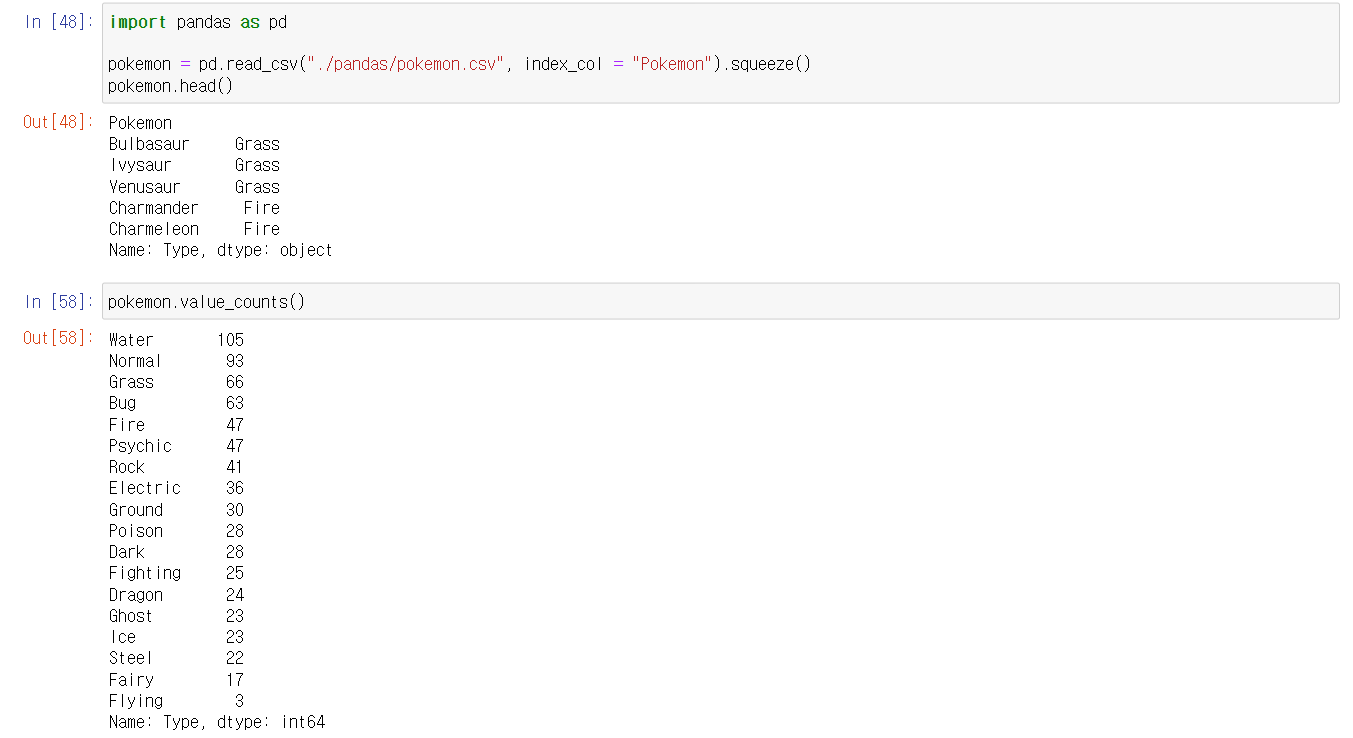 In [48]: import pandas as pd
pokemon = pd.read_csv("./pandas/pokemon.csv", index_col = "Pokemon").squeeze()
pokemon.head()
Out[48]: Pokemon
Bulbasaur Grass
Ivysaur Grass
Venusaur Grass
Charmander Fire
Charmeleon Fire
Name: Type, dtype: object
In [58]: pokemon.value_counts()
Out[58]: Water 105
Normal 93
Grass 66
Bug 63
Fire 47
Psychic 47
Rock 41
Electric 36
Ground 30
Poison 28
Dark 28
Fighting 25
Dragon 24
Ghost 23
Ice 23
Steel 22
Fairy 17
Flying 3
Name: Type, dtype: int64